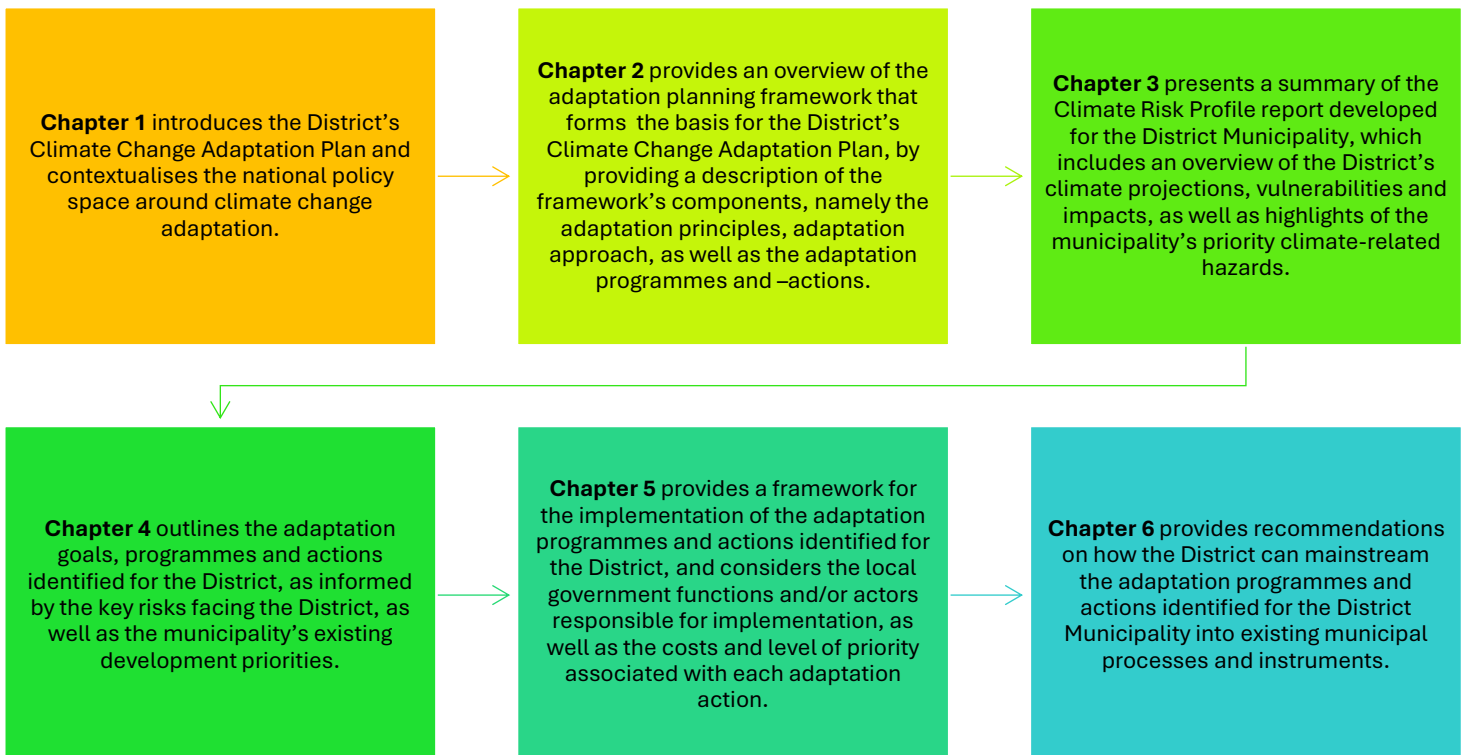 Chapter 1 introduces the District’s
Climate Change Adaptation Plan and
contextualises the national policy
space around climate change
adaptation.
Chapter 2 provides an overview of the
adaptation planning framework that
forms  the basis for the District’s
Climate Change Adaptation Plan, by
providing a description of the
framework’s components, namely the
adaptation principles, adaptation
approach, as well as the adaptation
programmes and –actions.
Chapter 3 presents a summary of the
Climate Risk Profile report developed
for the District Municipality, which
includes an overview of the District’s
climate projections, vulnerabilities and
impacts, as well as highlights of the
municipality’s priority climate-related
hazards.
Chapter 4 outlines the adaptation
goals, programmes and actions
identified for the District, as informed
by the key risks facing the District, as
well as the municipality’s existing
development priorities.
Chapter 5 provides a framework for
the implementation of the adaptation
programmes and actions identified for
the District, and considers the local
government functions and/or actors
responsible for implementation, as
well as the costs and level of priority
associated with each adaptation
action.
Chapter 6 provides recommendations
on how the District can mainstream
the adaptation programmes and
actions identified for the District
Municipality into existing municipal
processes and instruments.